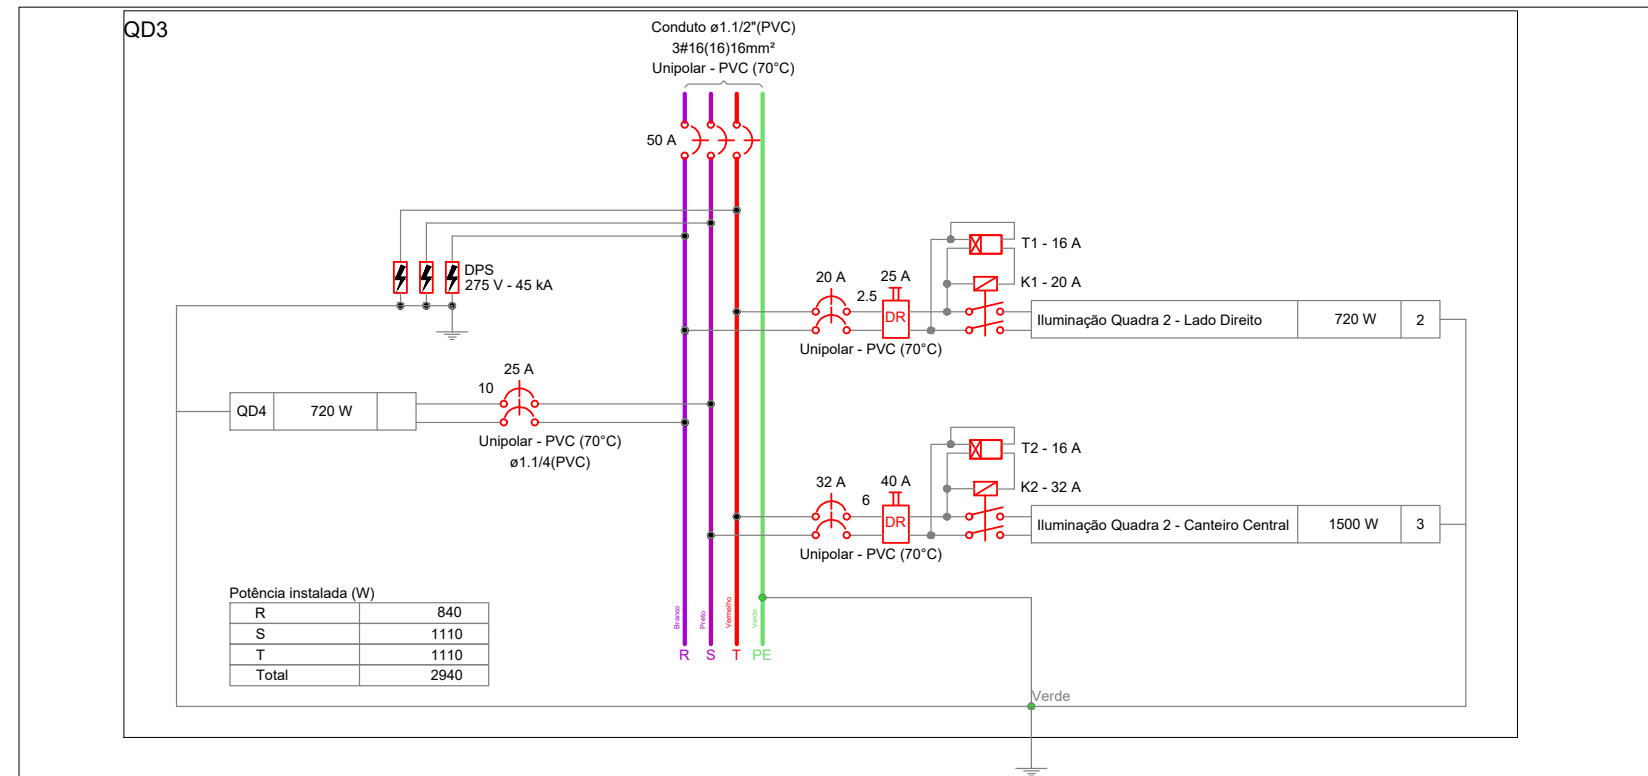 QD3
Conduto ø1.1/2"(PVC)
3#16(16)16mm²
Unipolar - PVC (70°C)
50 A
DPS
275 V - 45 kA
T1 - 16 A
K1 - 20 A
20 A
2.5
25 A
DR
Unipolar - PVC (70°C)
Iluminação Quadra 2 - Lado Direito 720 W 2
25 A
10
QD4 720 W
Unipolar - PVC (70°C)
ø1.1/4(PVC)
T2 - 16 A
K2 - 32 A
32 A
6
40 A
DR
Unipolar - PVC (70°C)
Iluminação Quadra 2 - Canteiro Central 1500 W 3
Potência instalada (W)
R 840
S 1110
T 1110
Total 2940
Branco
Preto
Vermelho
Verde
R S T PE
Verde